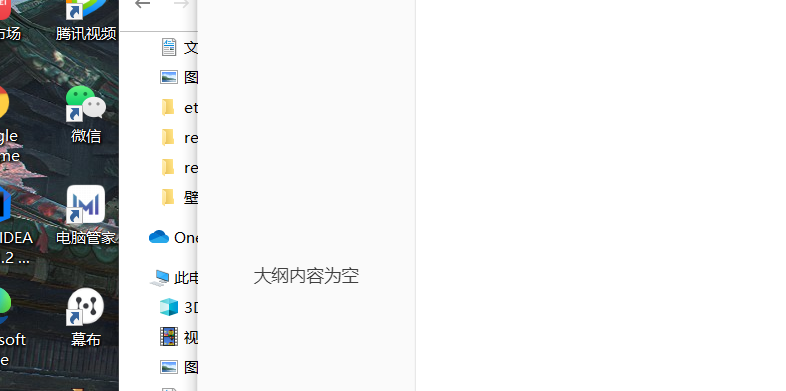 市场
腾讯视频
微信
gle
me
电脑管家
IDEA
.2 ...
幕布
soft
e
文
图
et
re
re
壁
One
此电
3D
视
图
大纲内容为空